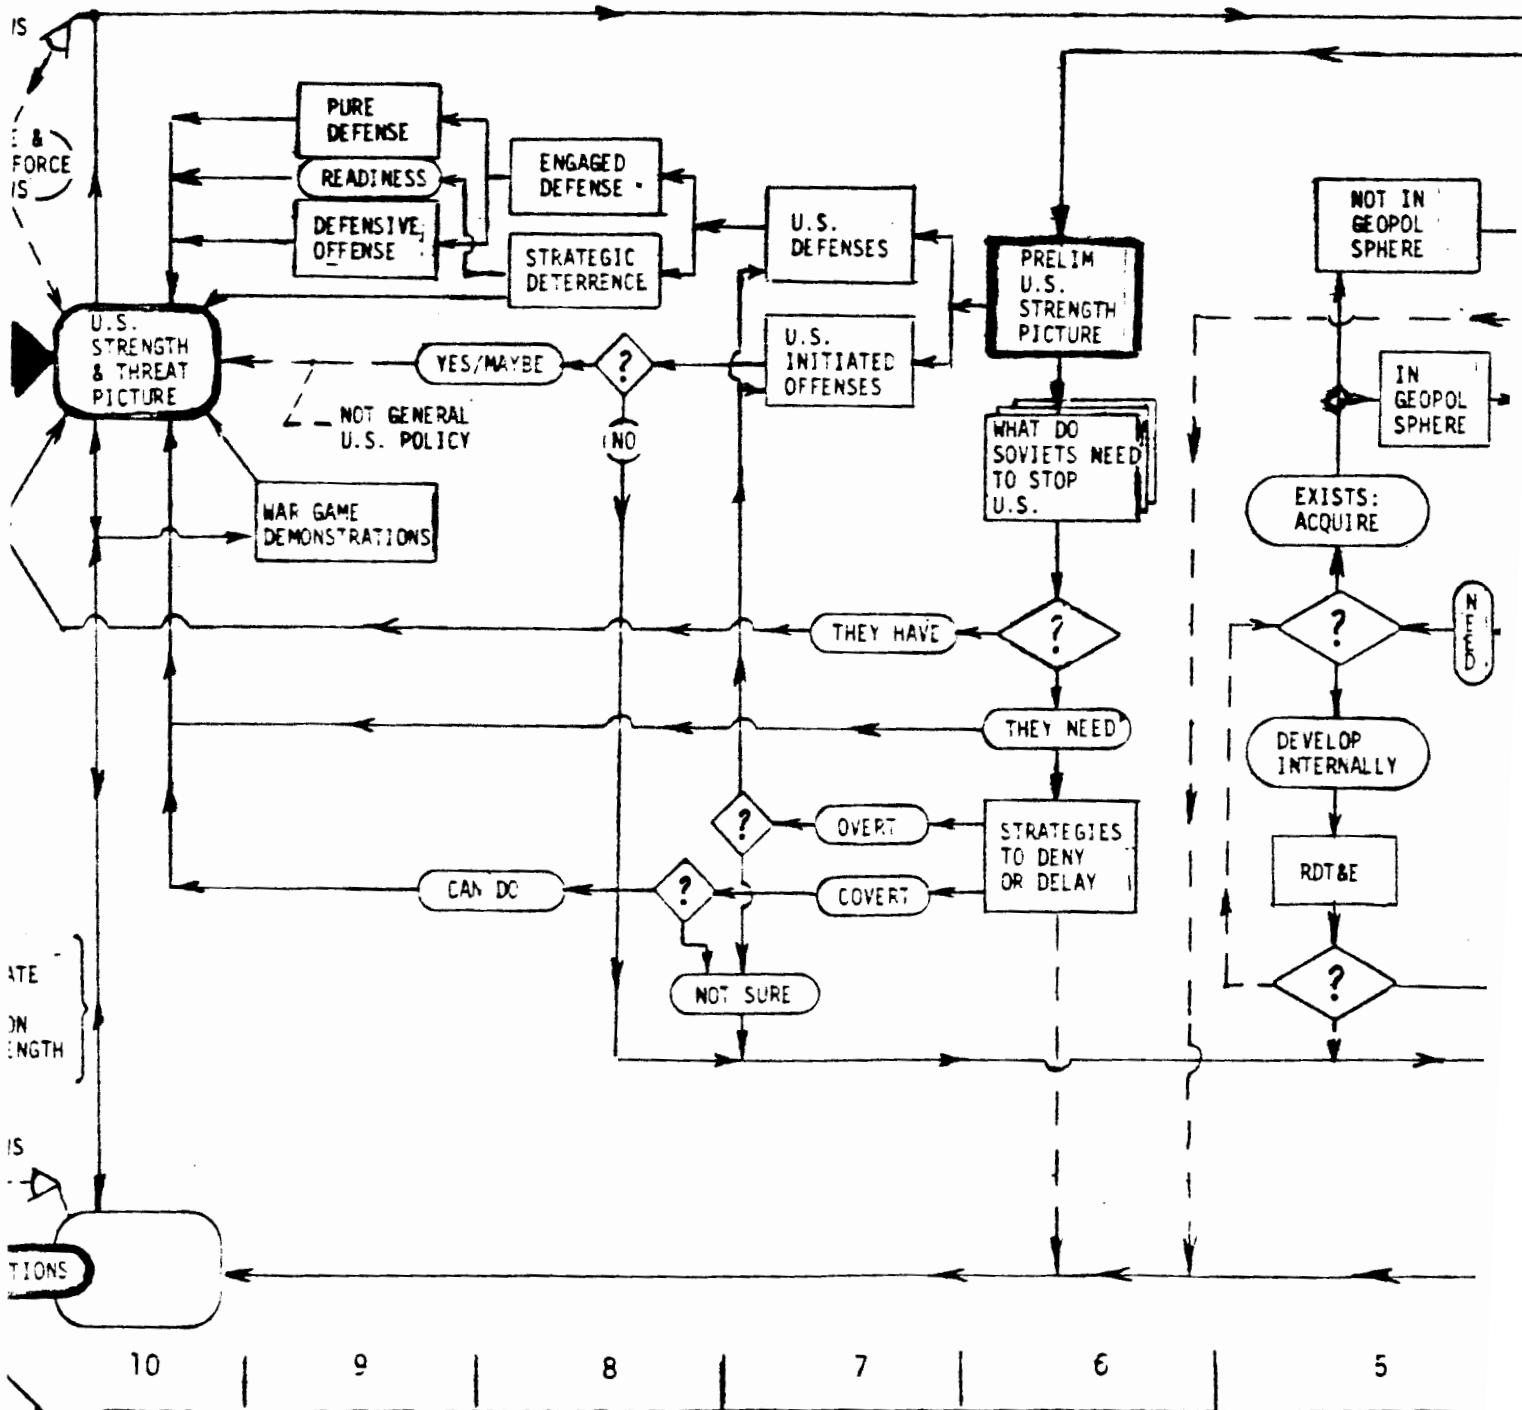 IS
E &
FORCE
IS
PURE
DEFENSE
READINESS
DEFENSIVE
OFFENSE
ENGAGED
DEFENSE
STRATEGIC
DETERRENCE
U.S.
DEFENSES
U.S.
INITIATED
OFFENSES
PRELIM
U.S.
STRENGTH
PICTURE
NOT IN
GEOPOL
SPHERE
IN
GEOPOL
SPHERE
U.S.
STRENGTH
& THREAT
PICTURE
YES/MAYBE
?
NOT GENERAL
U.S. POLICY
NO
WHAT DO
SOVIETS NEED
TO STOP
U.S.
EXISTS:
ACQUIRE
WAR GAME
DEMONSTRATIONS
THEY HAVE
?
?
NEED
THEY NEED
DEVELOP
INTERNALLY
?
OVERT
STRATEGIES
TO DENY
OR DELAY
CAN DO
?
COVERT
RDT&E
?
NOT SURE
ATE
ON
ENGTH
IS
TIONS
10 9 8 7 6 5